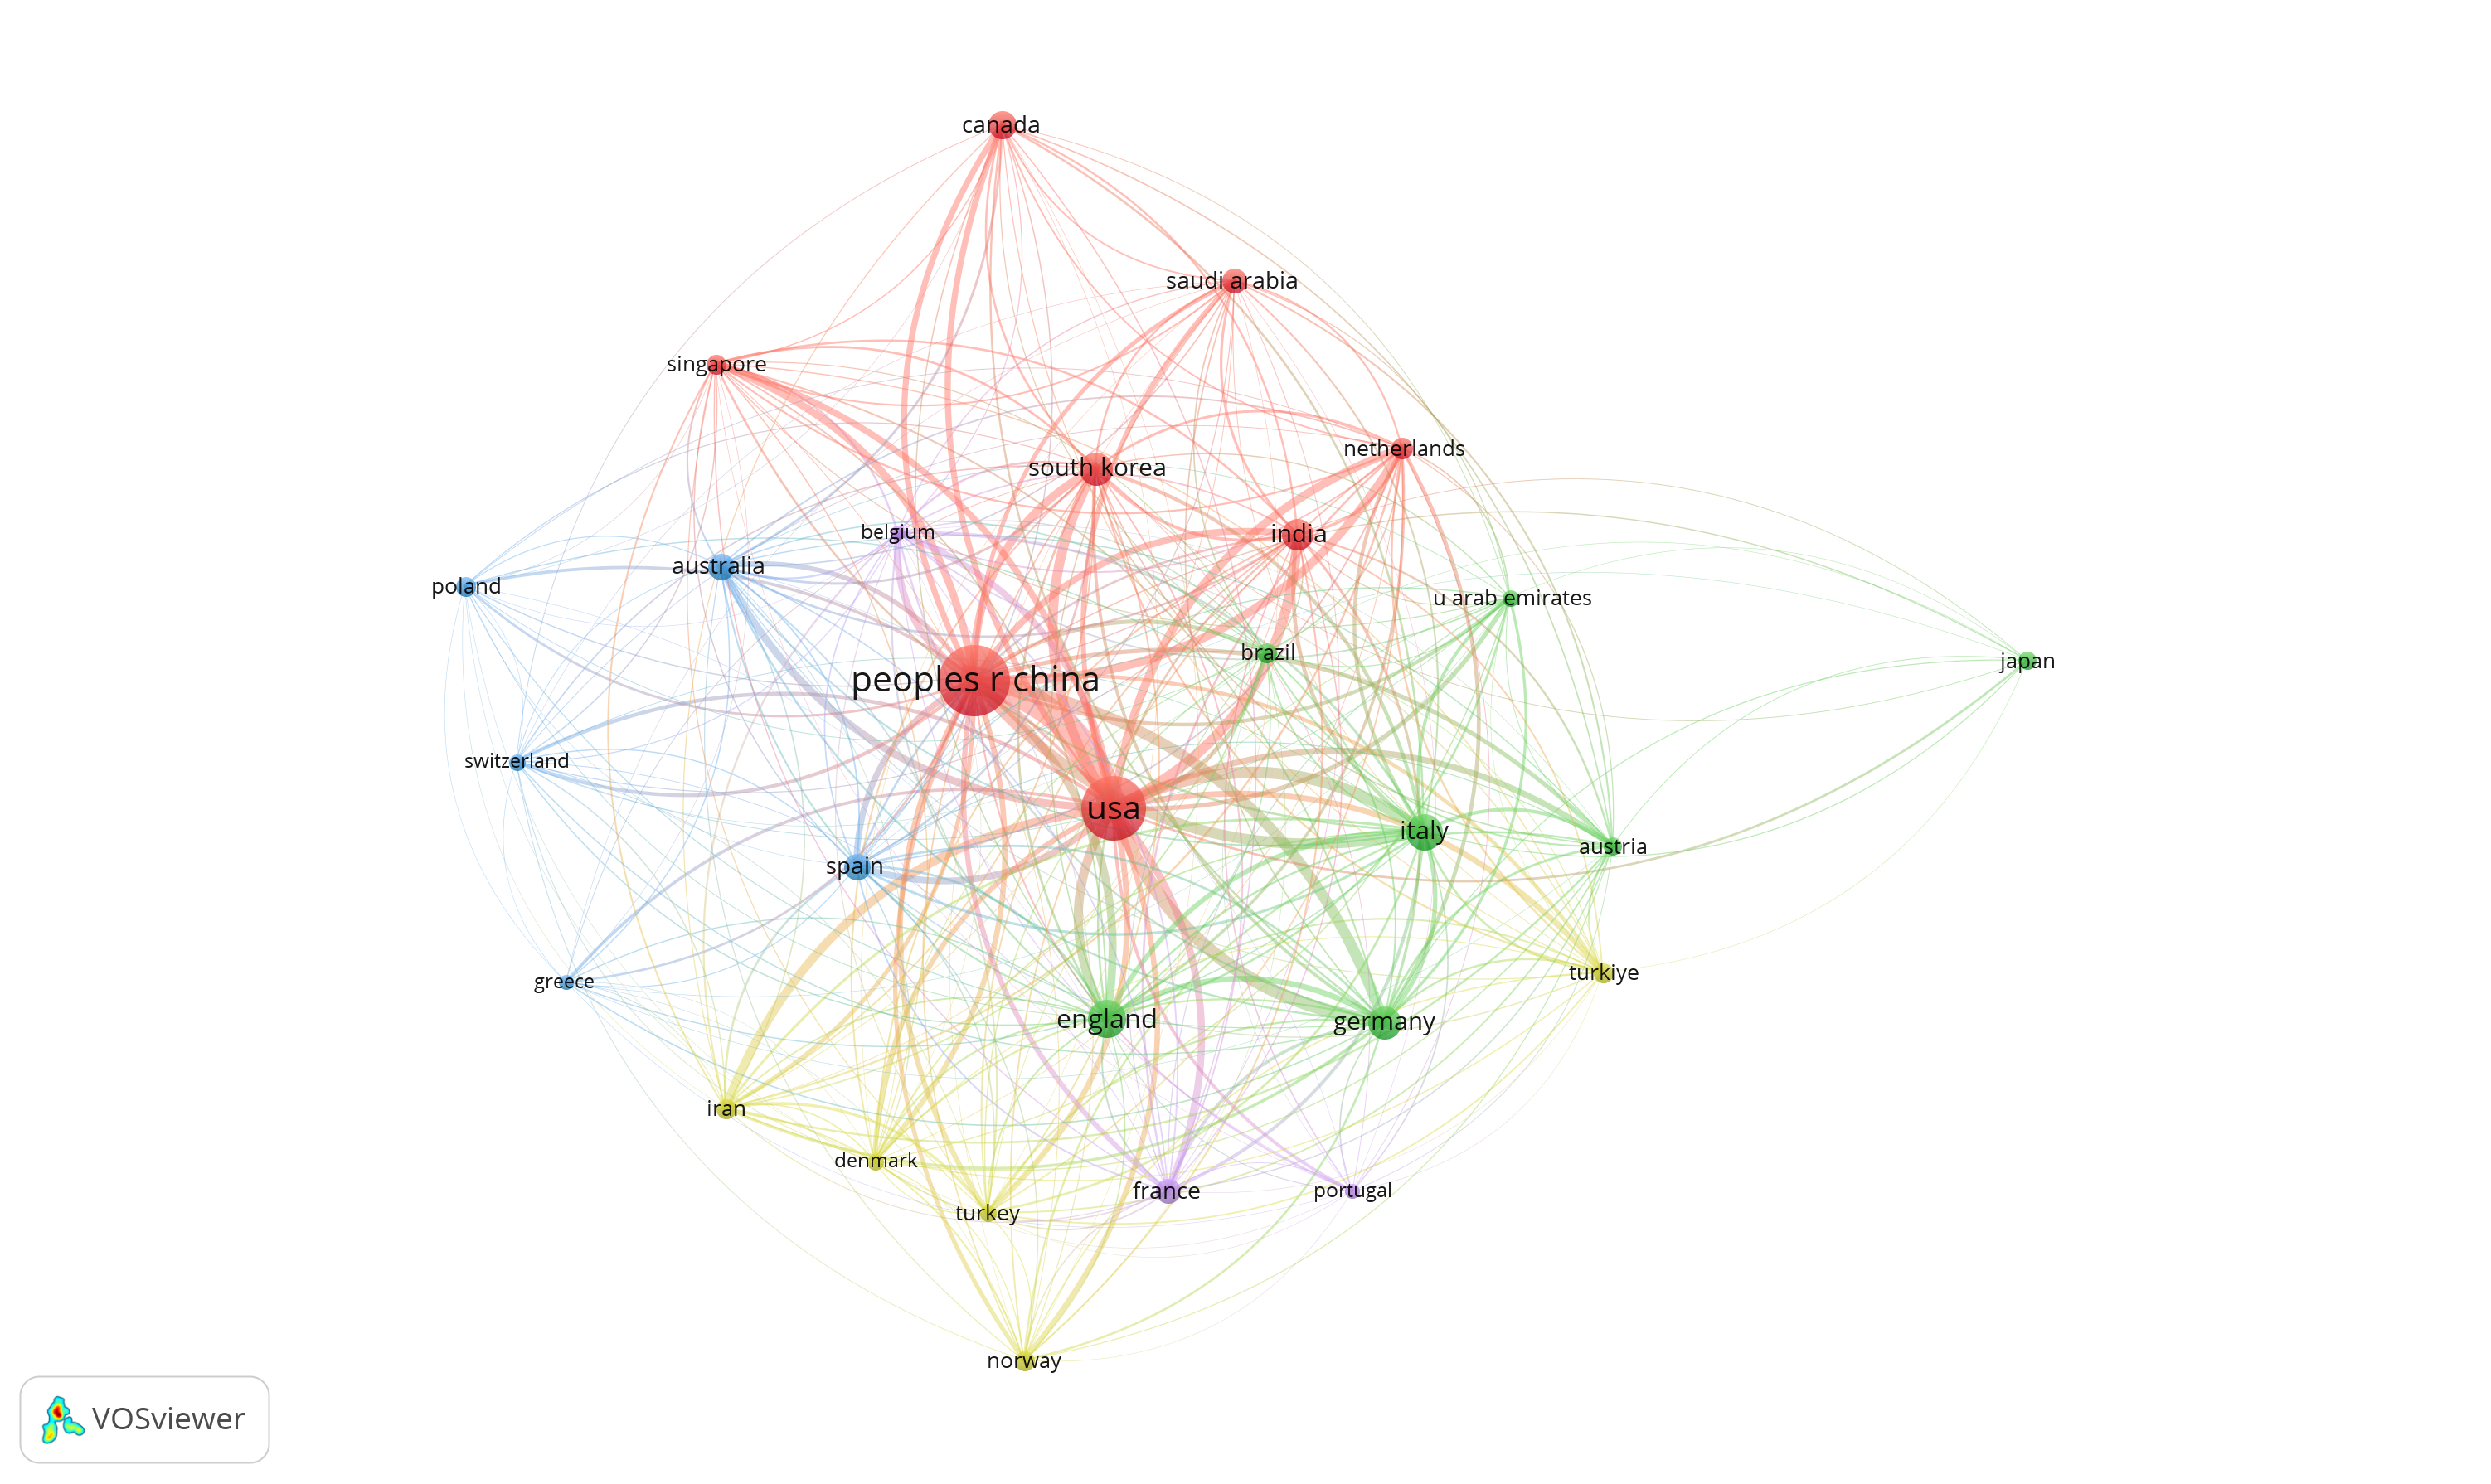 canada
saudi arabia
singapore
netherlands
south korea
belgium
india
australia
poland
u arab emirates
brazil
japan
peoples r china
switzerland
usa
italy
austria
spain
turkiye
greece
england
germany
iran
denmark
france
portugal
turkey
norway
VOSviewer